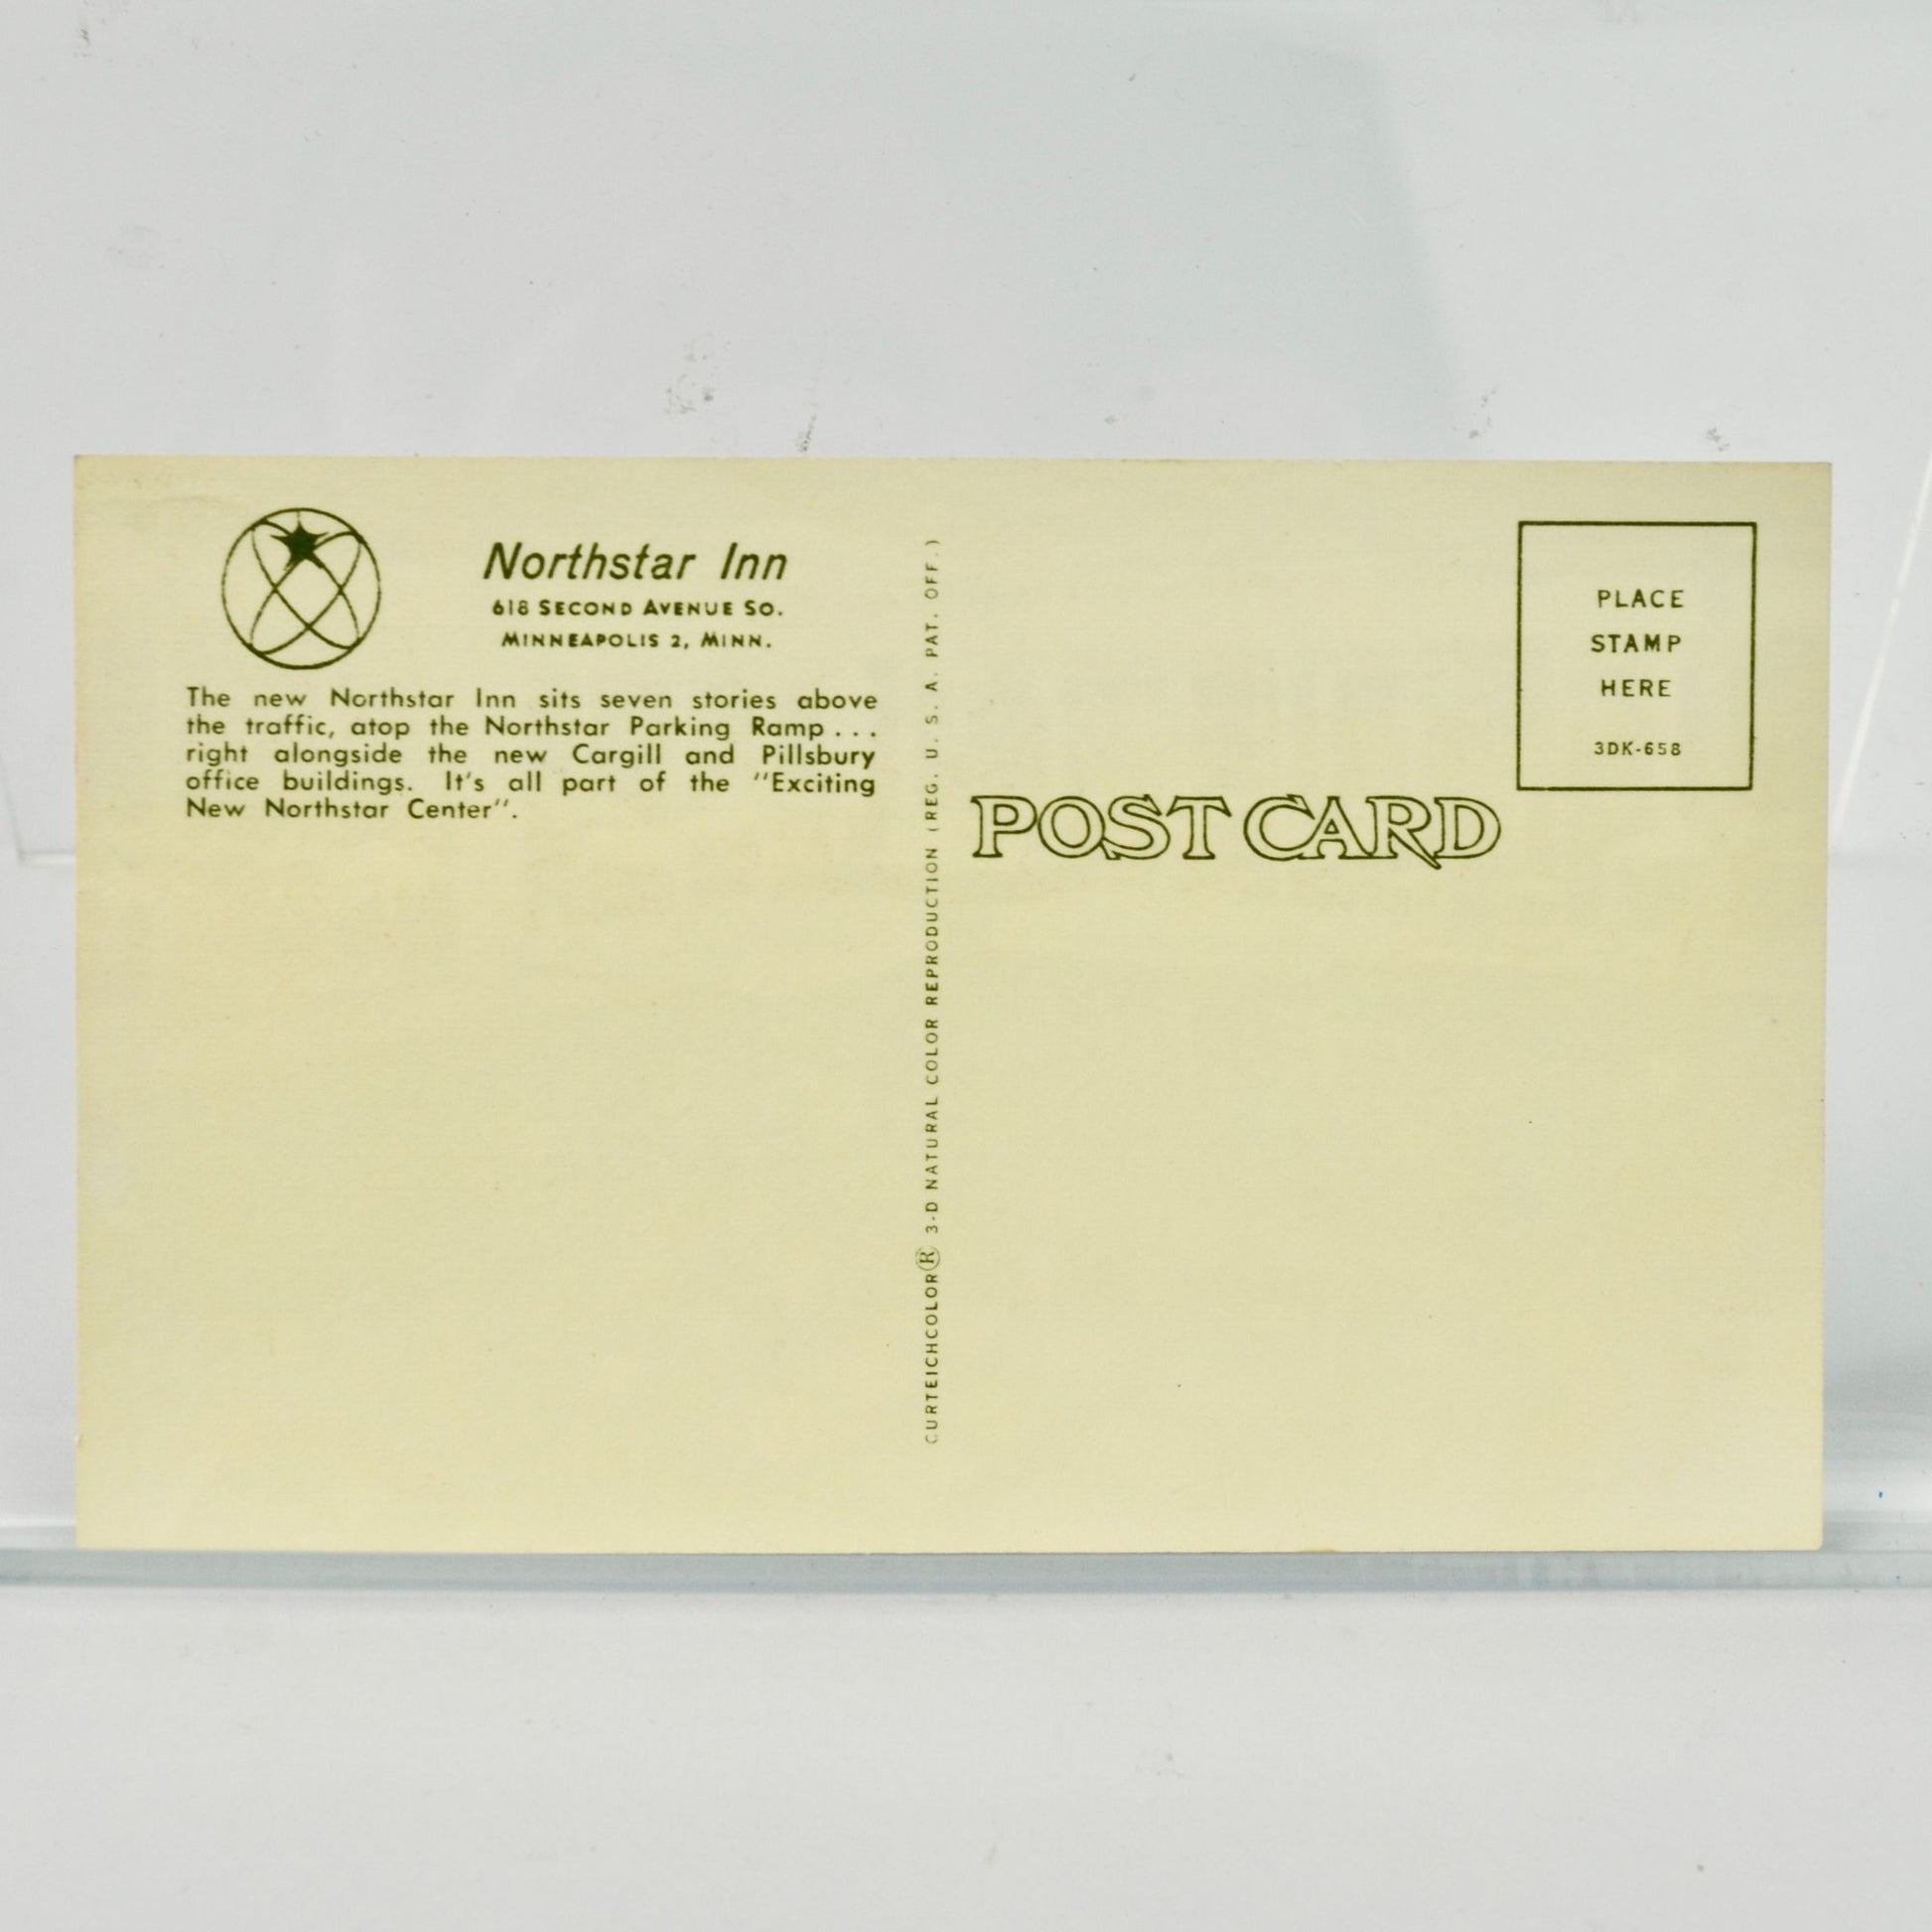 Northstar Inn
618 SECOND AVENUE SO.
MINNEAPOLIS 2, MINN.
The new Northstar Inn sits seven stories above
the traffic, atop the Northstar Parking Ramp . . .
right alongside the new Cargill and Pillsbury
office buildings. It's all part of the "Exciting
New Northstar Center".
CURTEICHCOLOR® 3-D NATURAL COLOR REPRODUCTION (REG. U. S. A. PAT. OFF.)
POST CARD
PLACE
STAMP
HERE
3DK-658